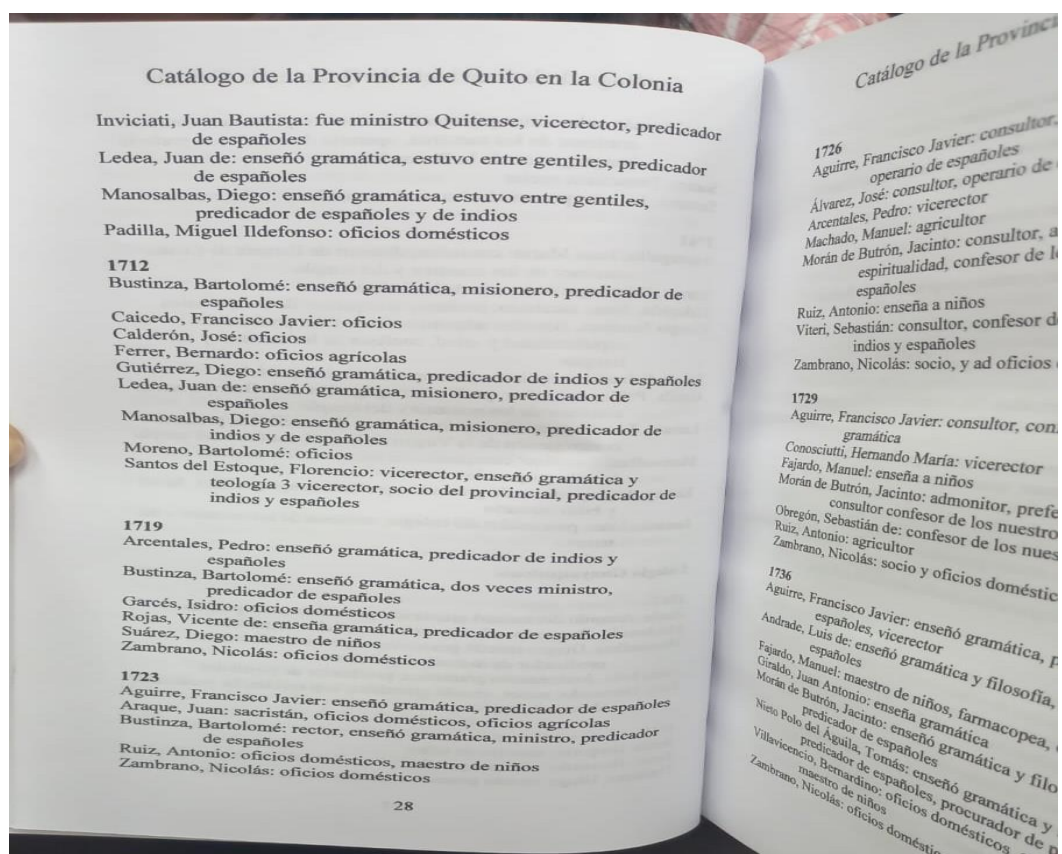 Catálogo de la Provincia de Quito en la Colonia
Inviciati, Juan Bautista: fue ministro Quitense, vicerector, predicador
de españoles
Ledea, Juan de: enseñó gramática, estuvo entre gentiles, predicador
de españoles
Manosalbas, Diego: enseñó gramática, estuvo entre gentiles,
predicador de españoles y de indios
Padilla, Miguel Ildefonso: oficios domésticos
1712
Bustinza, Bartolomé: enseñó gramática, misionero, predicador de
españoles
Caicedo, Francisco Javier: oficios
Calderón, José: oficios
Ferrer, Bernardo: oficios agrícolas
Gutiérrez, Diego: enseñó gramática, predicador de indios y españoles
Ledea, Juan de: enseñó gramática, misionero, predicador de
españoles
Manosalbas, Diego: enseñó gramática, misionero, predicador de
indios y de españoles
Moreno, Bartolomé: oficios
Santos del Estoque, Florencio: vicerector, enseñó gramática y
teología 3 vicerector, socio del provincial, predicador de
indios y españoles
1719
Arcentales, Pedro: enseñó gramática, predicador de indios y
españoles
Bustinza, Bartolomé: enseñó gramática, dos veces ministro,
predicador de españoles
Garcés, Isidro: oficios domésticos
Rojas, Vicente de: enseña gramática, predicador de españoles
Suárez, Diego: maestro de niños
Zambrano, Nicolás: oficios domésticos
1723
Aguirre, Francisco Javier: enseñó gramática, predicador de españoles
Araque, Juan: sacristán, oficios domésticos, oficios agrícolas
Bustinza, Bartolomé: rector, enseñó gramática, ministro, predicador
de españoles
Ruiz, Antonio: oficios domésticos, maestro de niños
Zambrano, Nicolás: oficios domésticos
28
Catálogo de la Provinci
1726
Aguirre, Francisco Javier: consultor,
operario de españoles
Álvarez, José: consultor, operario de
Arcentales, Pedro: vicerector
Machado, Manuel: agricultor
Morán de Butrón, Jacinto: consultor, a
espiritualidad, confesor de l
españoles
Ruiz, Antonio: enseña a niños
Viteri, Sebastián: consultor, confesor d
indios y españoles
Zambrano, Nicolás: socio, y ad oficios
1729
Aguirre, Francisco Javier: consultor, con
gramática
Conosciutti, Hernando María: vicerector
Fajardo, Manuel: enseña a niños
Morán de Butrón, Jacinto: admonitor, prefe
consultor confesor de los nuestro
Obregón, Sebastián de: confesor de los nues
Ruiz, Antonio: agricultor
Zambrano, Nicolás: socio y oficios doméstic
1736
Aguirre, Francisco Javier: enseñó gramática, p
españoles, vicerector
Andrade, Luis de: enseñó gramática y filosofía,
españoles
Fajardo, Manuel: maestro de niños, farmacopea,
Giraldo, Juan Antonio: enseña gramática
Morán de Butrón, Jacinto: enseñó gramática y filo
predicador de españoles
Nieto Polo del Águila, Tomás: enseñó gramática y
predicador de españoles, procurador de p
Villavicencio, Bernardino: oficios domésticos
maestro de niños
Zambrano, Nicolás: oficios doméstic